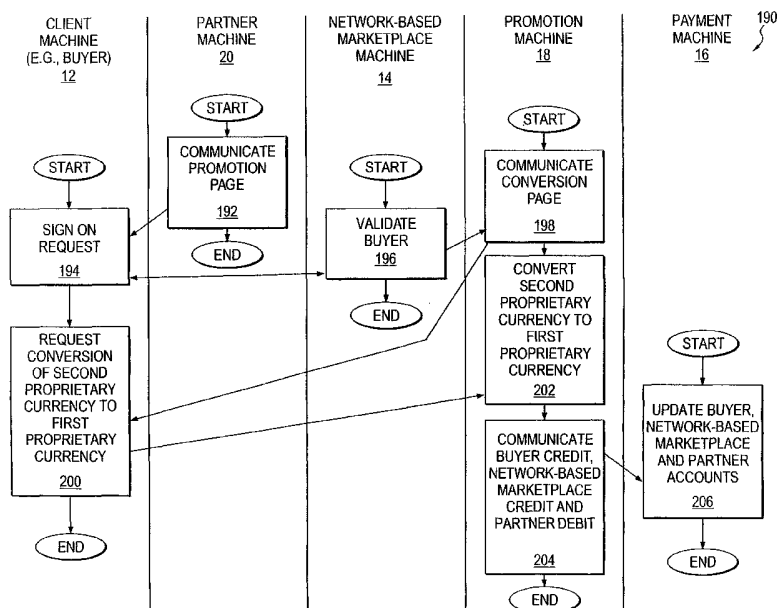 CLIENT
MACHINE
(E.G., BUYER)
12
PARTNER
MACHINE
20
NETWORK-BASED
MARKETPLACE
MACHINE
14
PROMOTION
MACHINE
18
PAYMENT
MACHINE
16
190
START
SIGN ON
REQUEST
194
REQUEST
CONVERSION
OF SECOND
PROPRIETARY
CURRENCY TO
FIRST
PROPRIETARY
CURRENCY
200
END
START
COMMUNICATE
PROMOTION
PAGE
192
END
START
VALIDATE
BUYER
196
END
START
COMMUNICATE
CONVERSION
PAGE
198
CONVERT
SECOND
PROPRIETARY
CURRENCY TO
FIRST
PROPRIETARY
CURRENCY
202
COMMUNICATE
BUYER CREDIT,
NETWORK-BASED
MARKETPLACE
CREDIT AND
PARTNER DEBIT
204
END
START
UPDATE BUYER,
NETWORK-BASED
MARKETPLACE
AND PARTNER
ACCOUNTS
206
END